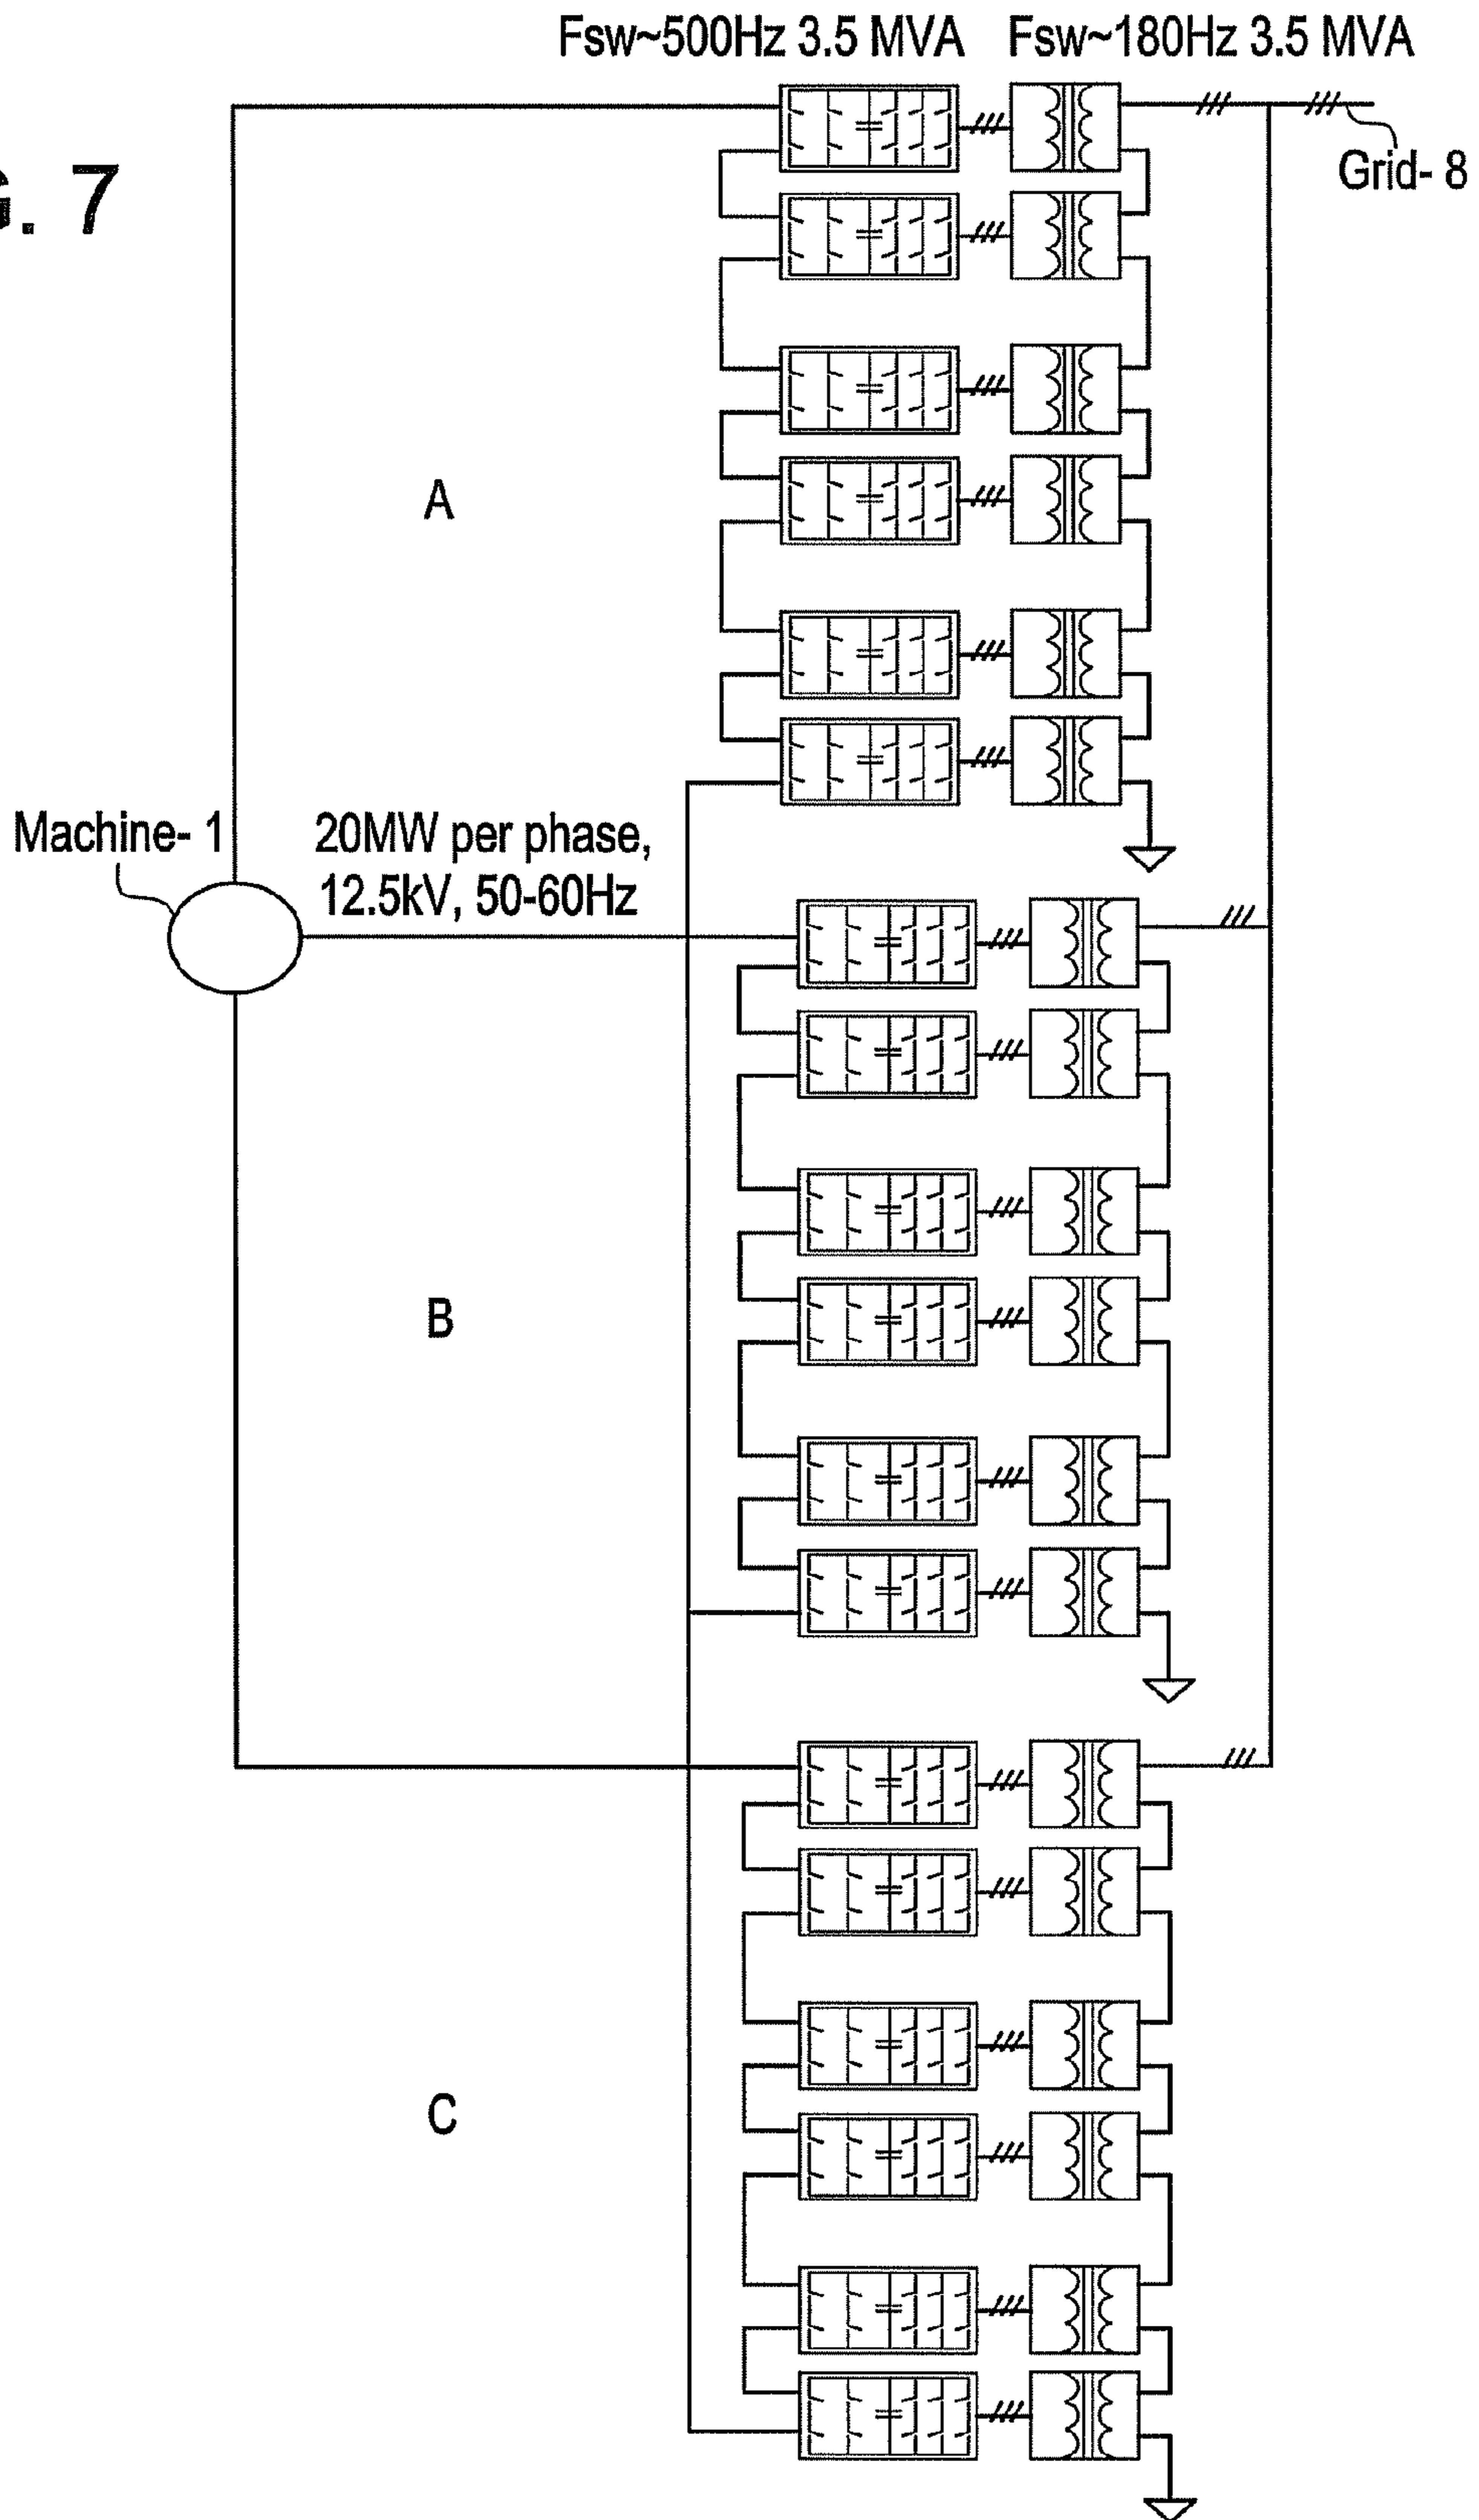 Fsw~500Hz 3.5 MVA Fsw~180Hz 3.5 MVA
G. 7
Grid- 8
A
Machine- 1
20MW per phase,
12.5kV, 50-60Hz
B
C